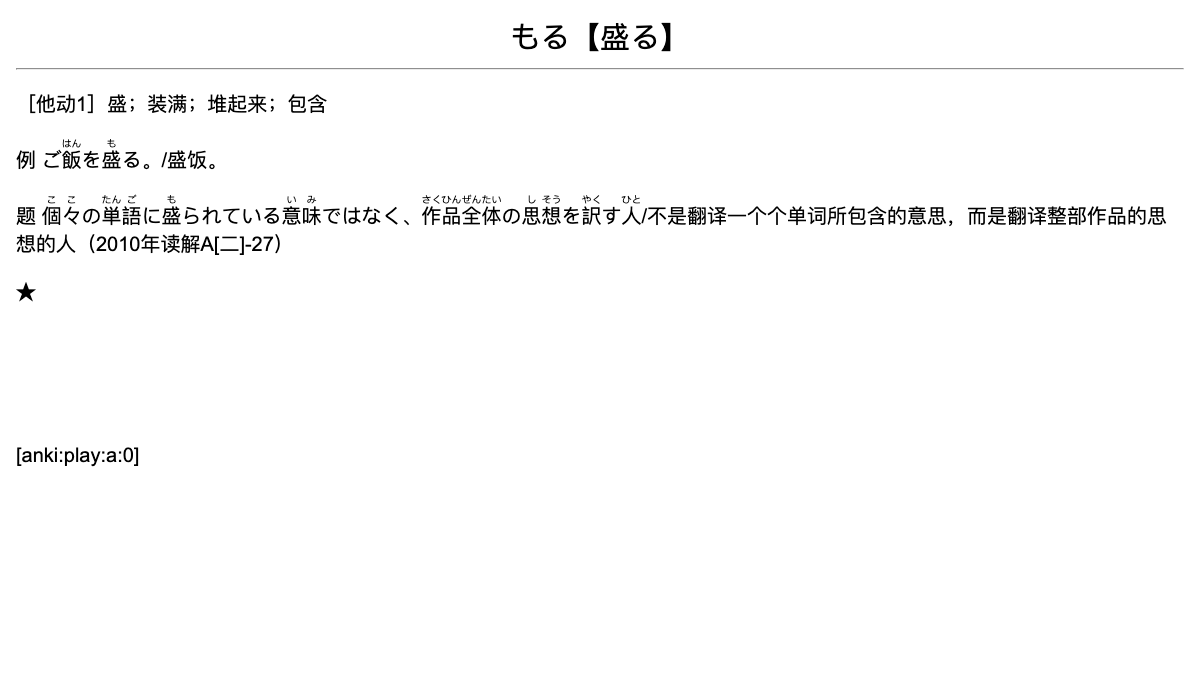 もる【盛る】
［他动1］盛；装满；堆起来；包含
はん も
例 ご飯を盛る。/盛饭。
こ こ たん ご も い み さくひんぜんたい し そう やく ひと
题 個々の単語に盛られている意味ではなく、作品全体の思想を訳す人/不是翻译一个个单词所包含的意思，而是翻译整部作品的思
想的人（2010年读解A[二]-27）
★
[anki:play:a:0]